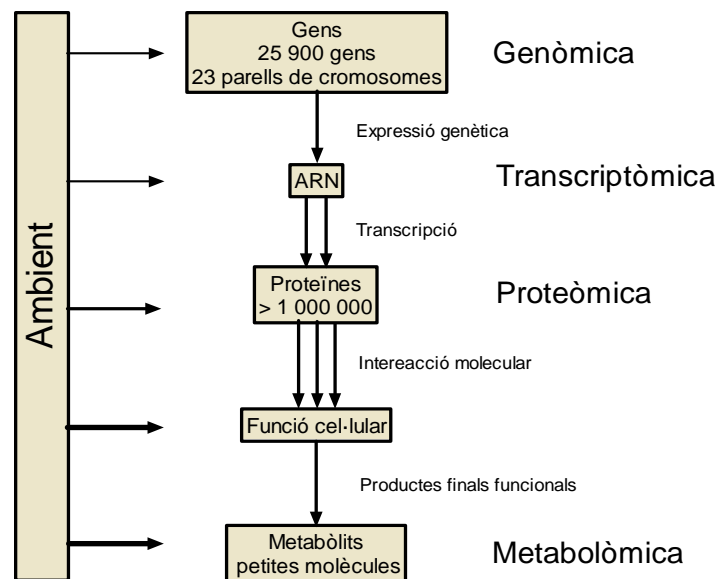 Ambient
Gens
25 900 gens
23 parells de cromosomes
Genòmica
Expressió genètica
ARN
Transcriptòmica
Transcripció
Proteïnes
> 1 000 000
Proteòmica
Intereacció molecular
Funció cel·lular
Productes finals funcionals
Metabòlits
petites molècules
Metabolòmica